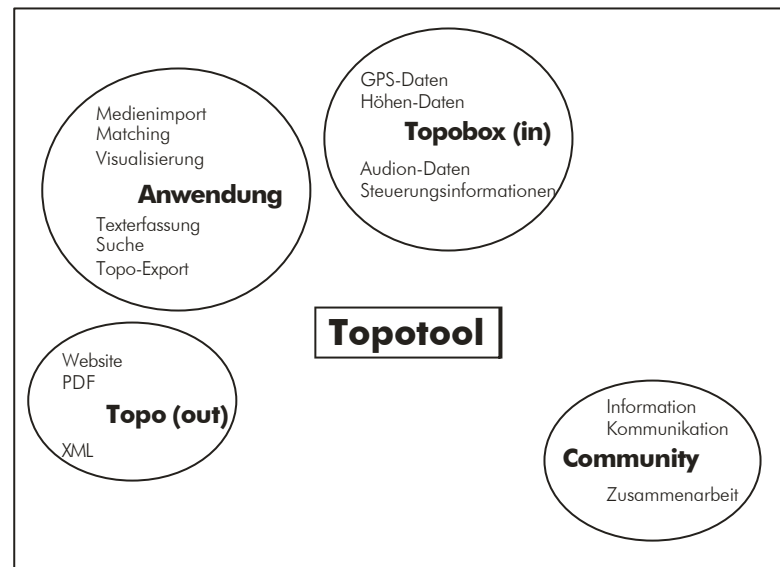 Medienimport
Matching
Visualisierung
Anwendung
Texterfassung
Suche
Topo-Export
GPS-Daten
Höhen-Daten
Topobox (in)
Audion-Daten
Steuerungsinformationen
Topotool
Website
PDF
Topo (out)
XML
Information
Kommunikation
Community
Zusammenarbeit